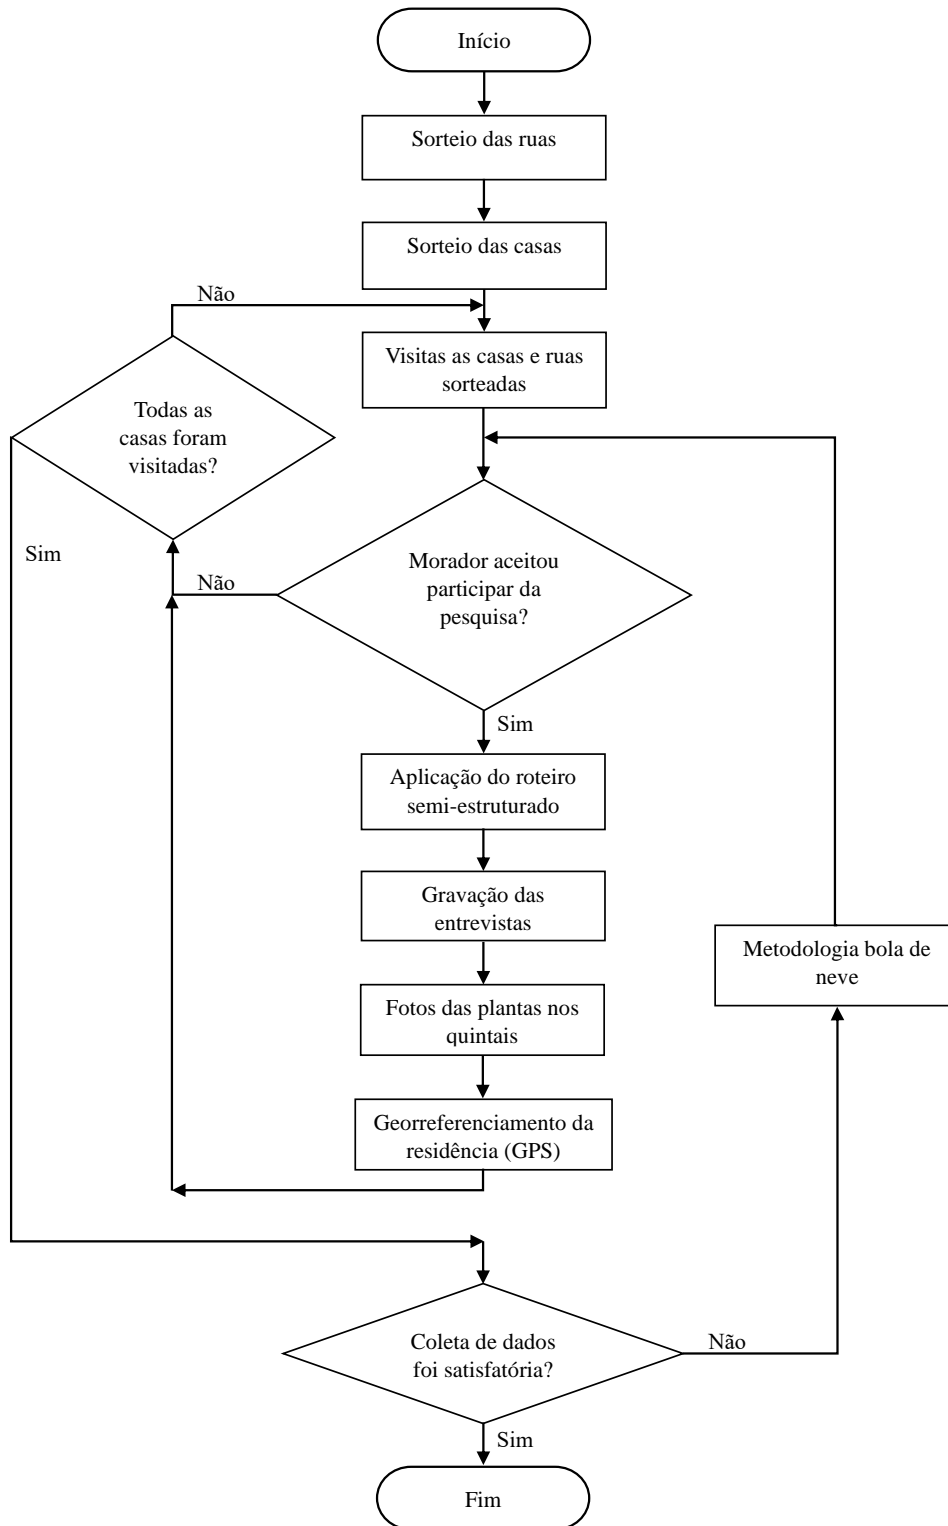 Início
Sorteio das ruas
Sorteio das casas
Não
Visitas as casas e ruas
sorteadas
Todas as
casas foram
visitadas?
Sim
Morador aceitou
participar da
pesquisa?
Não
Sim
Aplicação do roteiro
semi-estruturado
Gravação das
entrevistas
Metodologia bola de
neve
Fotos das plantas nos
quintais
Georreferenciamento da
residência (GPS)
Coleta de dados
foi satisfatória?
Não
Sim
Fim